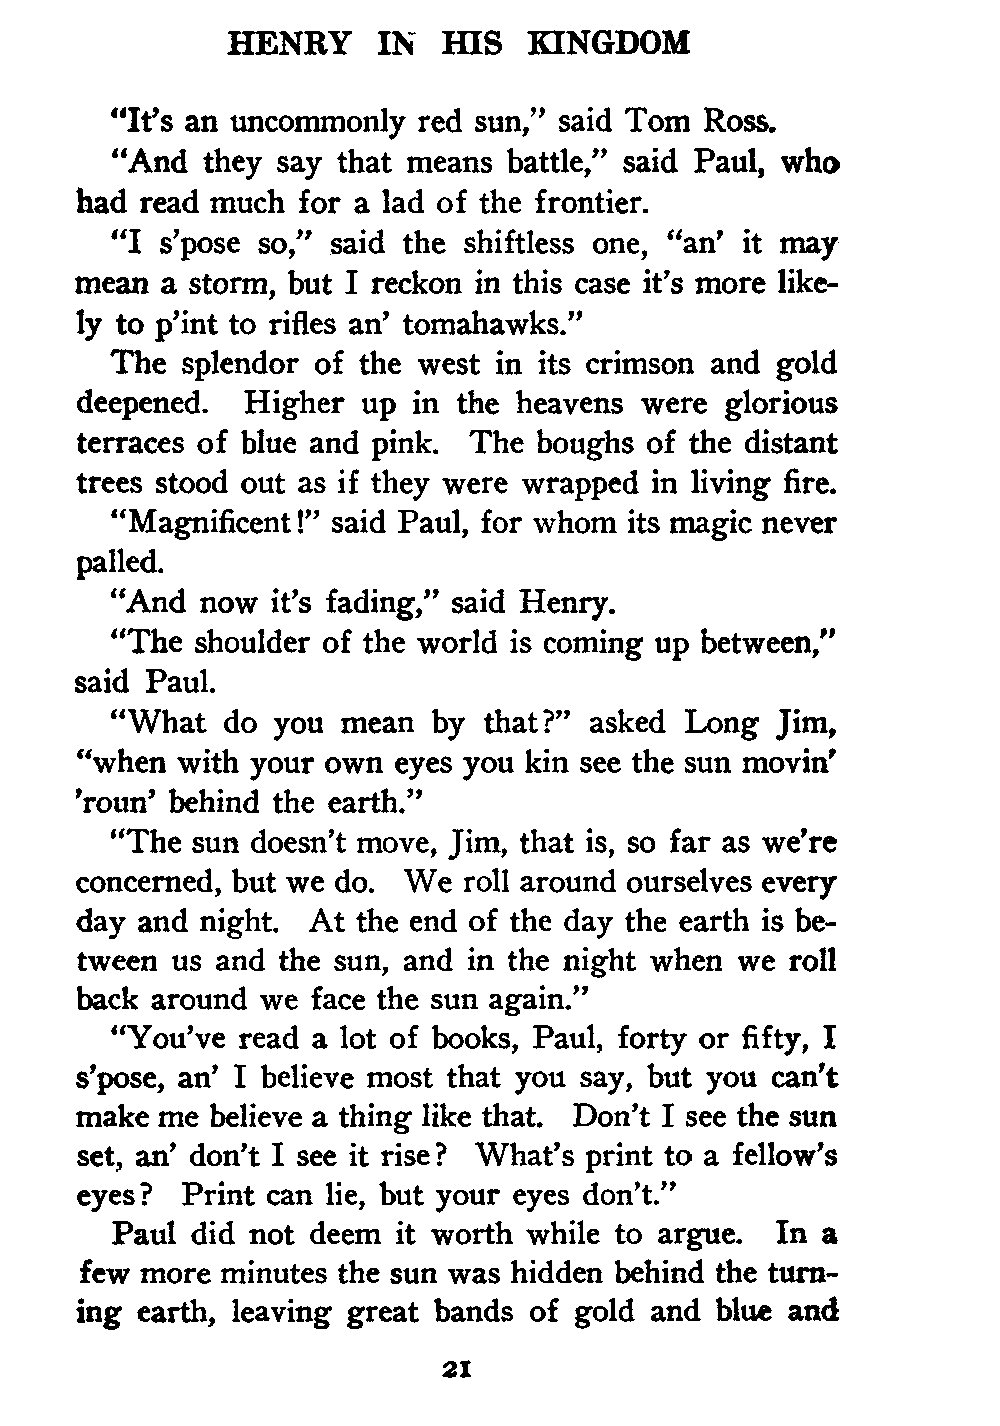 HENRY IN HIS KINGDOM
“It’s an uncommonly red sun,” said Tom Ross.
“And they say that means battle,” said Paul, who
had read much for a lad of the frontier.
“I s’pose so,” said the shiftless one, “an’ it may
mean a storm, but I reckon in this case it’s more like-
ly to p’int to rifles an’ tomahawks.”
The splendor of the west in its crimson and gold
deepened. Higher up in the heavens were glorious
terraces of blue and pink. The boughs of the distant
trees stood out as if they were wrapped in living fire.
“Magnificent!” said Paul, for whom its magic never
palled.
“And now it’s fading,” said Henry.
“The shoulder of the world is coming up between,”
said Paul.
“What do you mean by that?” asked Long Jim,
“when with your own eyes you kin see the sun movin’
’roun’ behind the earth.”
“The sun doesn’t move, Jim, that is, so far as we’re
concerned, but we do. We roll around ourselves every
day and night. At the end of the day the earth is be-
tween us and the sun, and in the night when we roll
back around we face the sun again.”
“You’ve read a lot of books, Paul, forty or fifty, I
s’pose, an’ I believe most that you say, but you can’t
make me believe a thing like that. Don’t I see the sun
set, an’ don’t I see it rise? What’s print to a fellow’s
eyes? Print can lie, but your eyes don’t.”
Paul did not deem it worth while to argue. In a
few more minutes the sun was hidden behind the turn-
ing earth, leaving great bands of gold and blue and
21